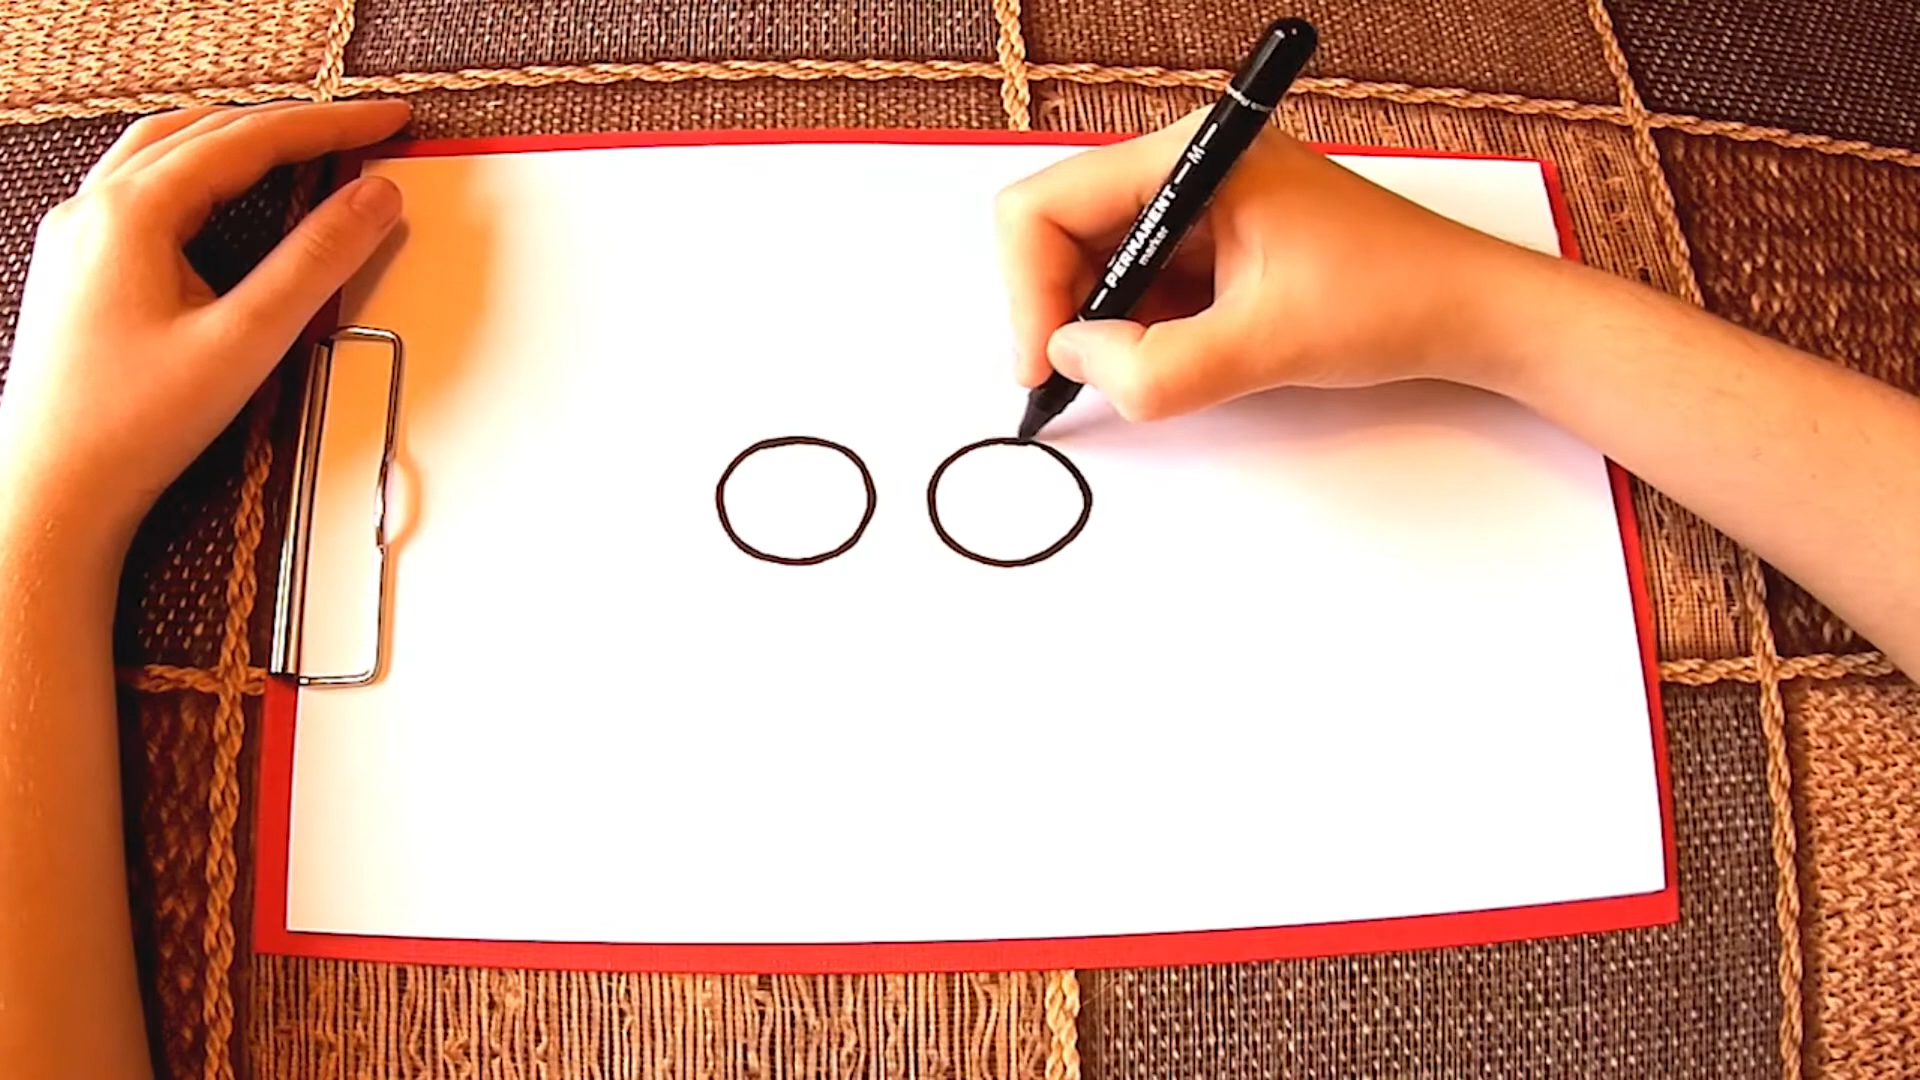 — PERMANENT — M —
marker